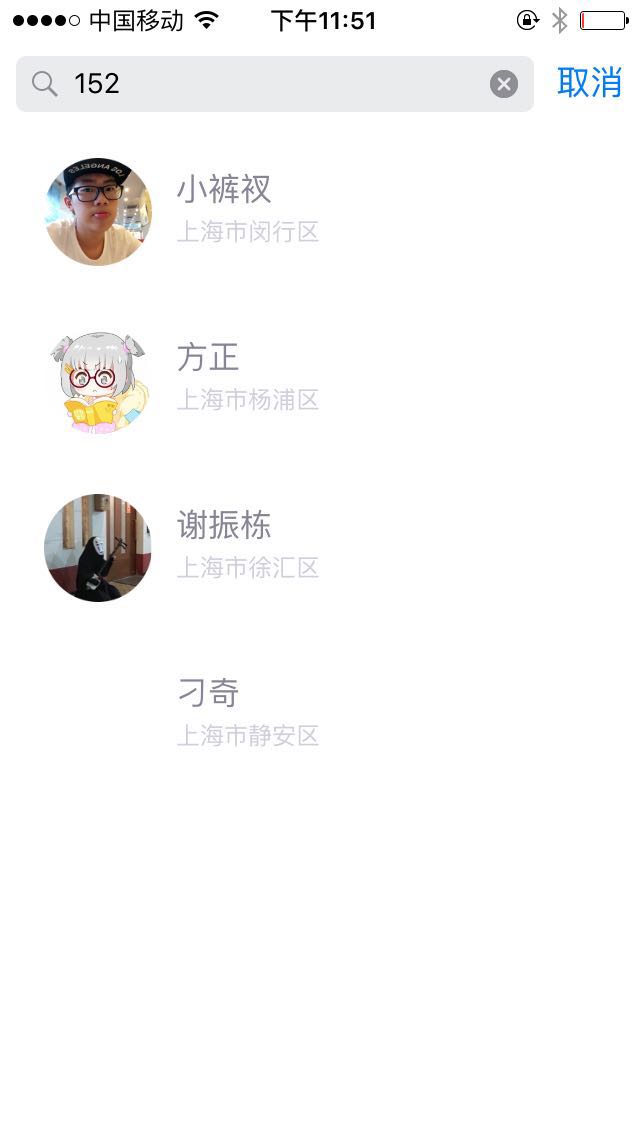 中国移动 下午11:51
152 取消
LOS ANGELES
小裤衩
上海市闵行区
方正
上海市杨浦区
谢振栋
上海市徐汇区
刁奇
上海市静安区